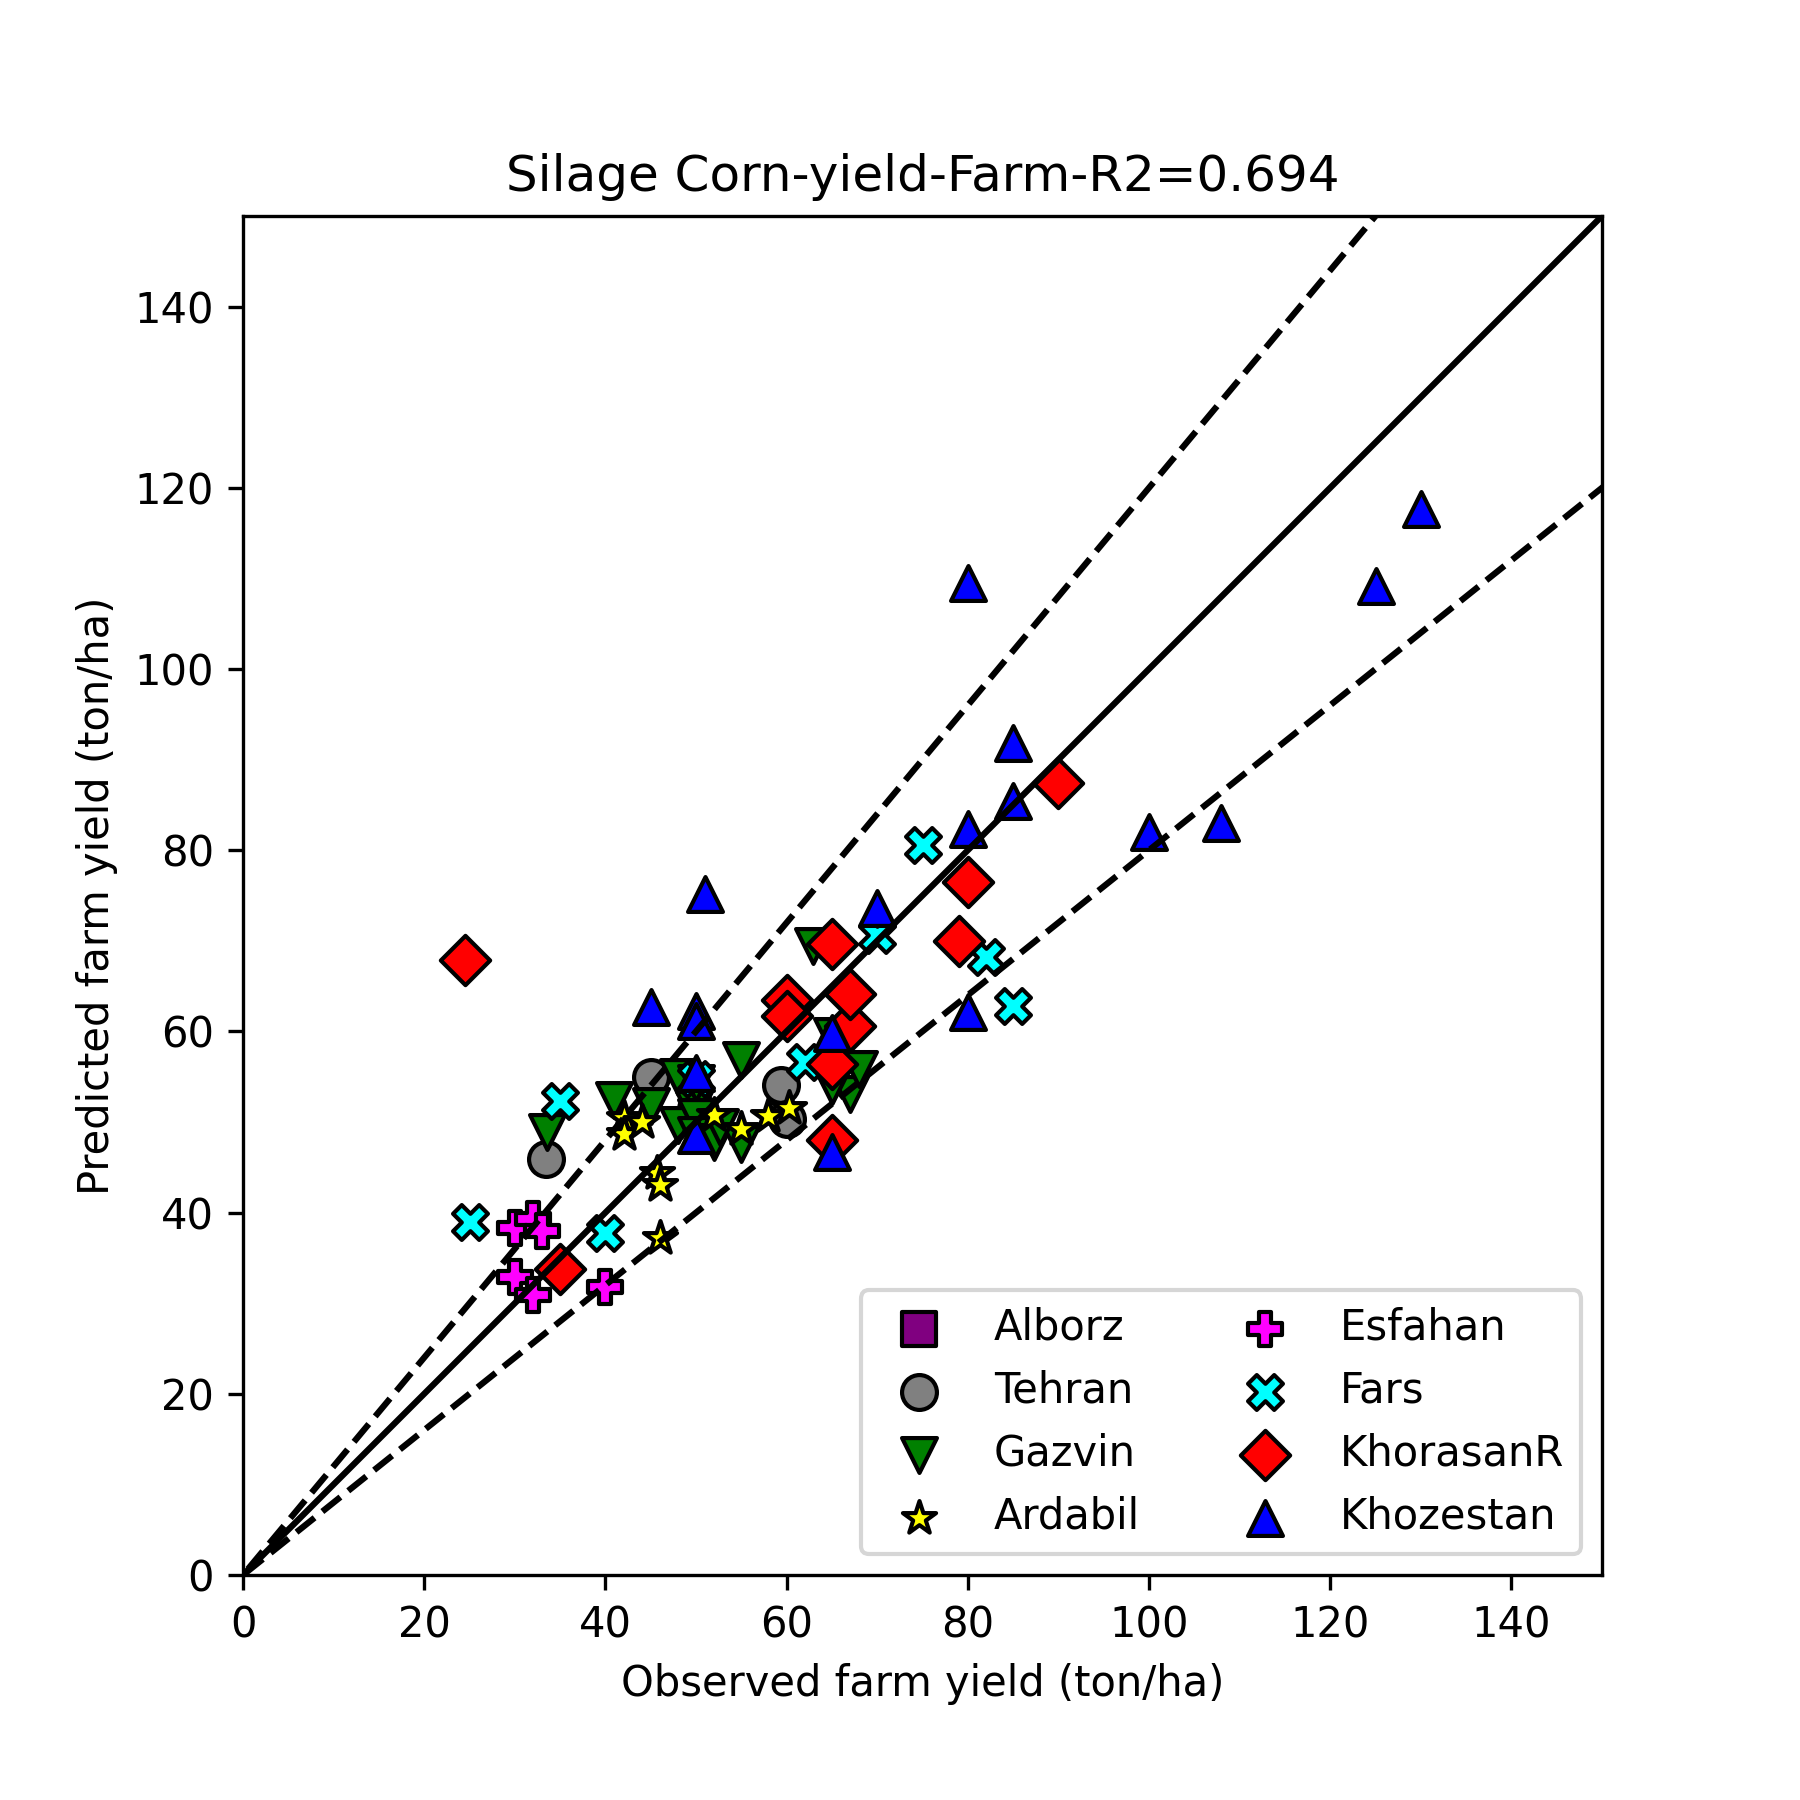 Silage Corn-yield-Farm-R2=0.694
140
120
100
80
60
40
20
0
Predicted farm yield (ton/ha)
0 20 40 60 80 100 120 140
Observed farm yield (ton/ha)
Alborz
Tehran
Gazvin
Ardabil
Esfahan
Fars
KhorasanR
Khozestan